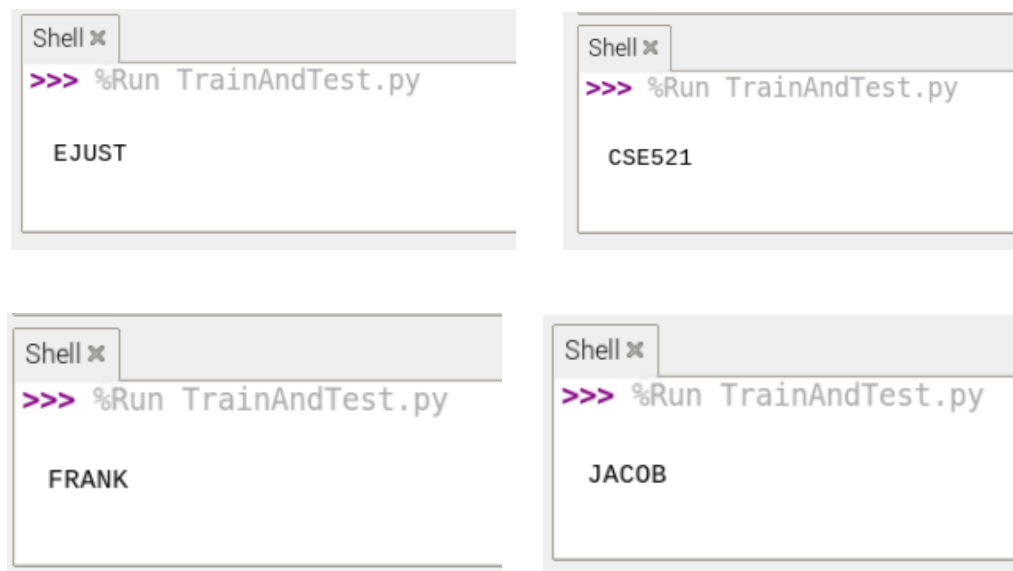 Shell ✖
>>> %Run TrainAndTest.py
EJUST
Shell ✖
>>> %Run TrainAndTest.py
CSE521
Shell ✖
>>> %Run TrainAndTest.py
FRANK
Shell ✖
>>> %Run TrainAndTest.py
JACOB